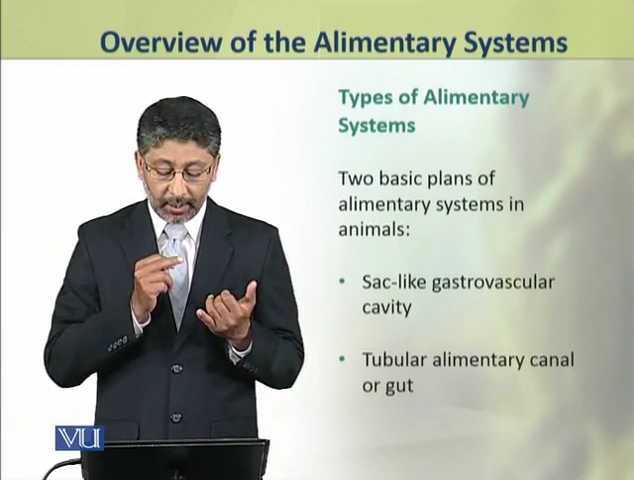 Overview of the Alimentary Systems
Types of Alimentary
Systems
Two basic plans of
alimentary systems in
animals:
• Sac-like gastrovascular
cavity
• Tubular alimentary canal
or gut
VU